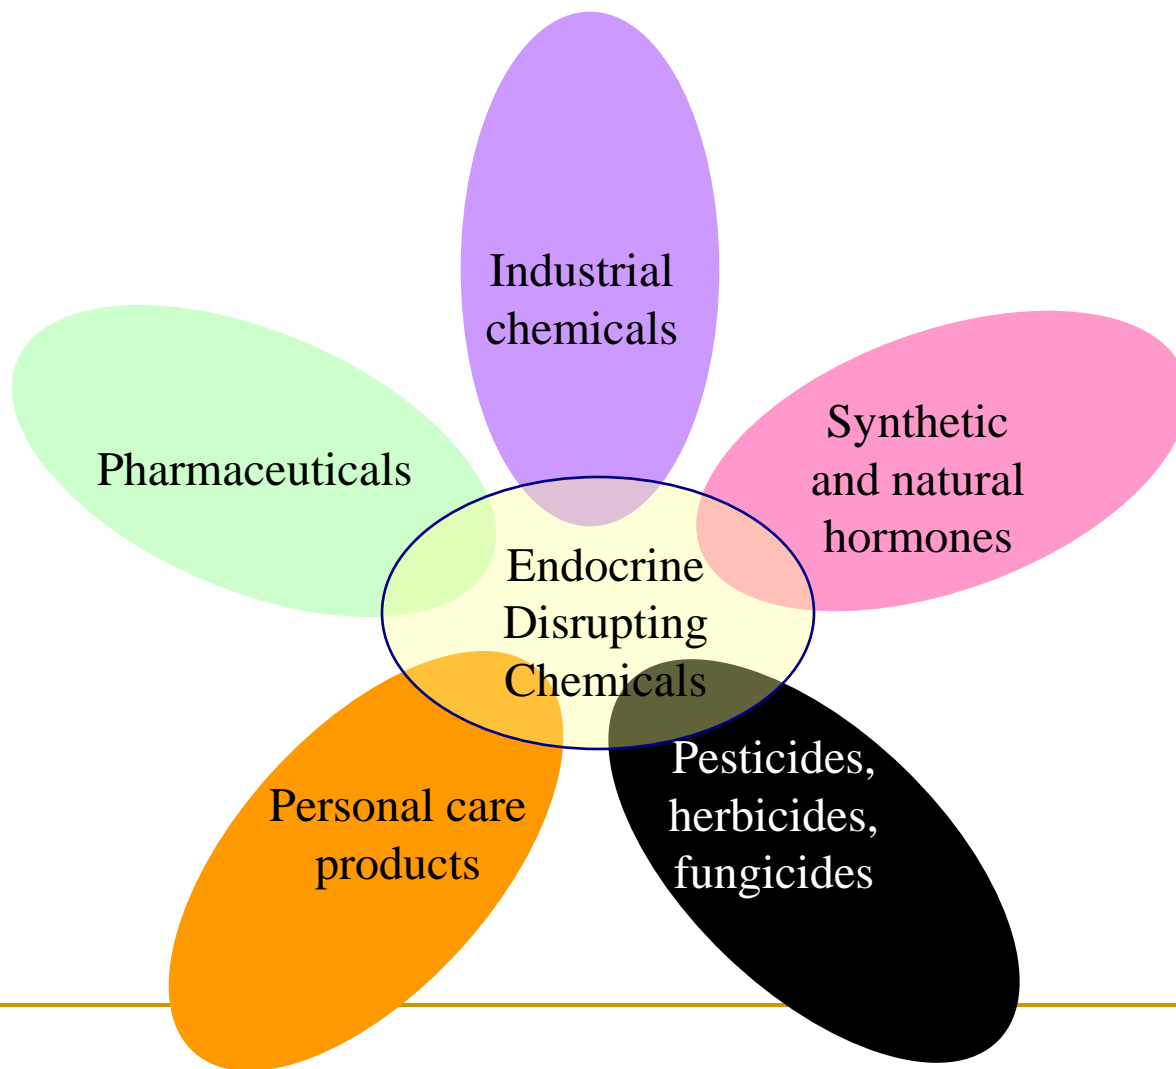 Industrial
chemicals
Pharmaceuticals
Synthetic
and natural
hormones
Endocrine
Disrupting
Chemicals
Personal care
products
Pesticides,
herbicides,
fungicides